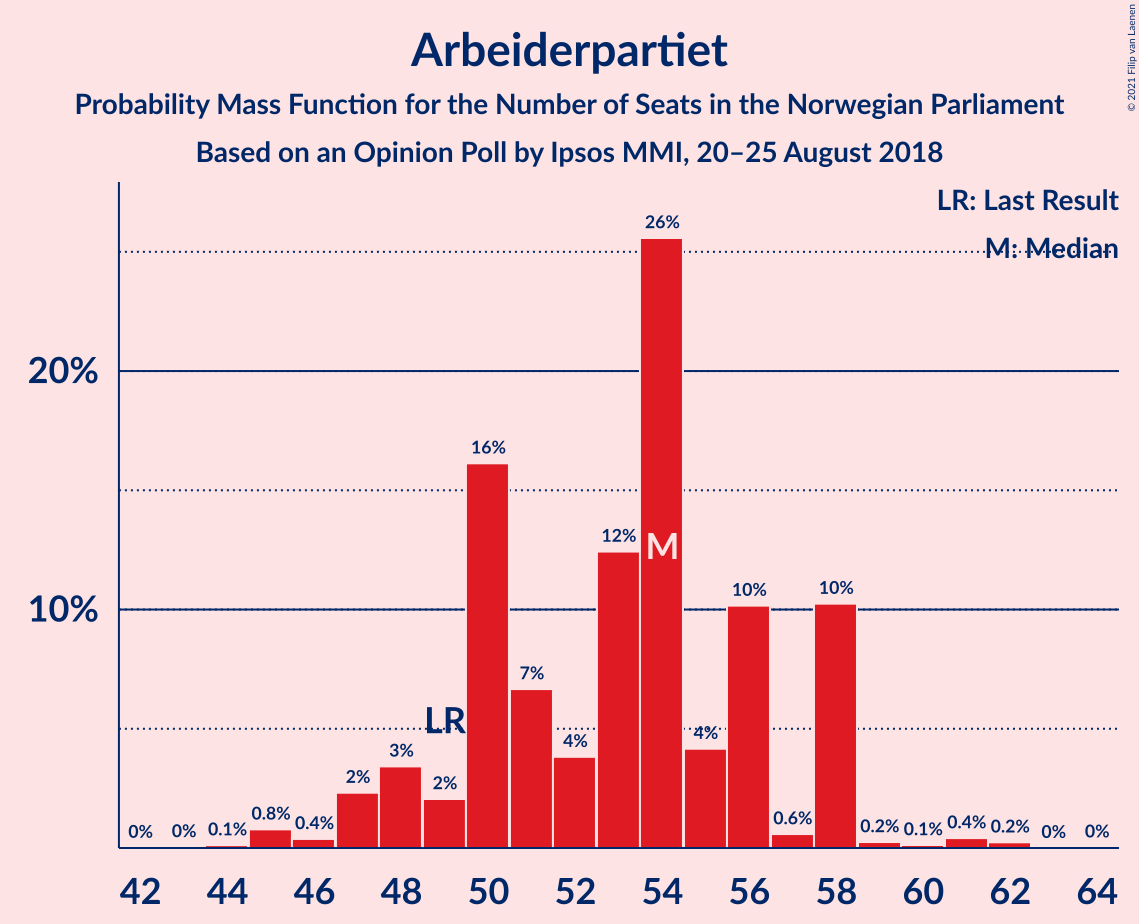 Arbeiderpartiet
Probability Mass Function for the Number of Seats in the Norwegian Parliament
Based on an Opinion Poll by Ipsos MMI, 20–25 August 2018
© 2021 Filip van Laenen
LR: Last Result
M: Median
20%
10%
0%
0%
0.1%
0.8%
0.4%
2%
3%
2%
LR
16%
7%
4%
12%
26%
M
4%
10%
0.6%
10%
0.2%
0.1%
0.4%
0.2%
0%
0%
42 44 46 48 50 52 54 56 58 60 62 64